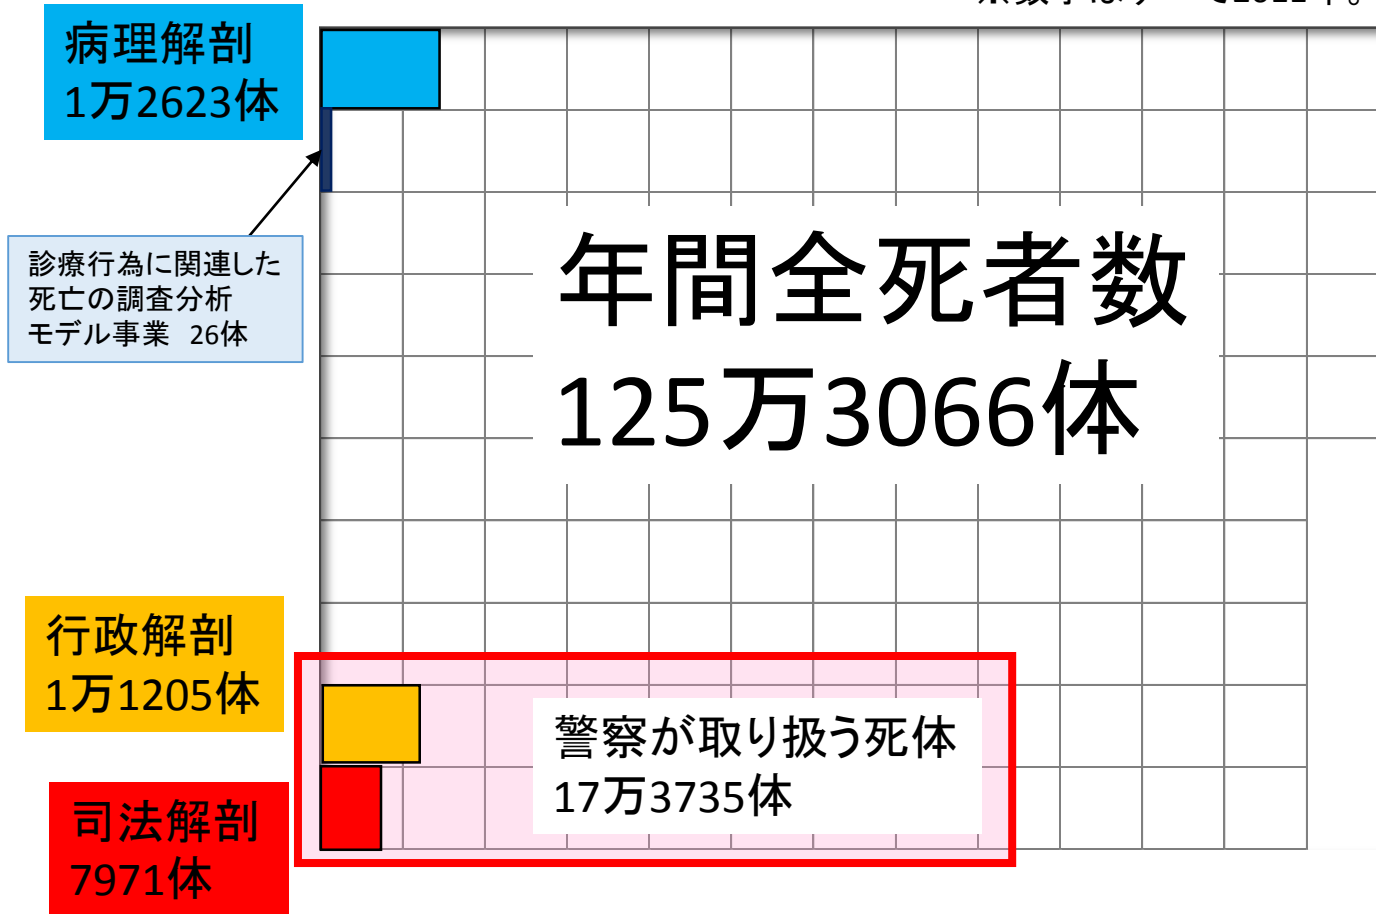 病理解剖
1万2623体
診療行為に関連した
死亡の調査分析
モデル事業 26体
年間全死者数
125万3066体
行政解剖
1万1205体
警察が取り扱う死体
17万3735体
司法解剖
7971体